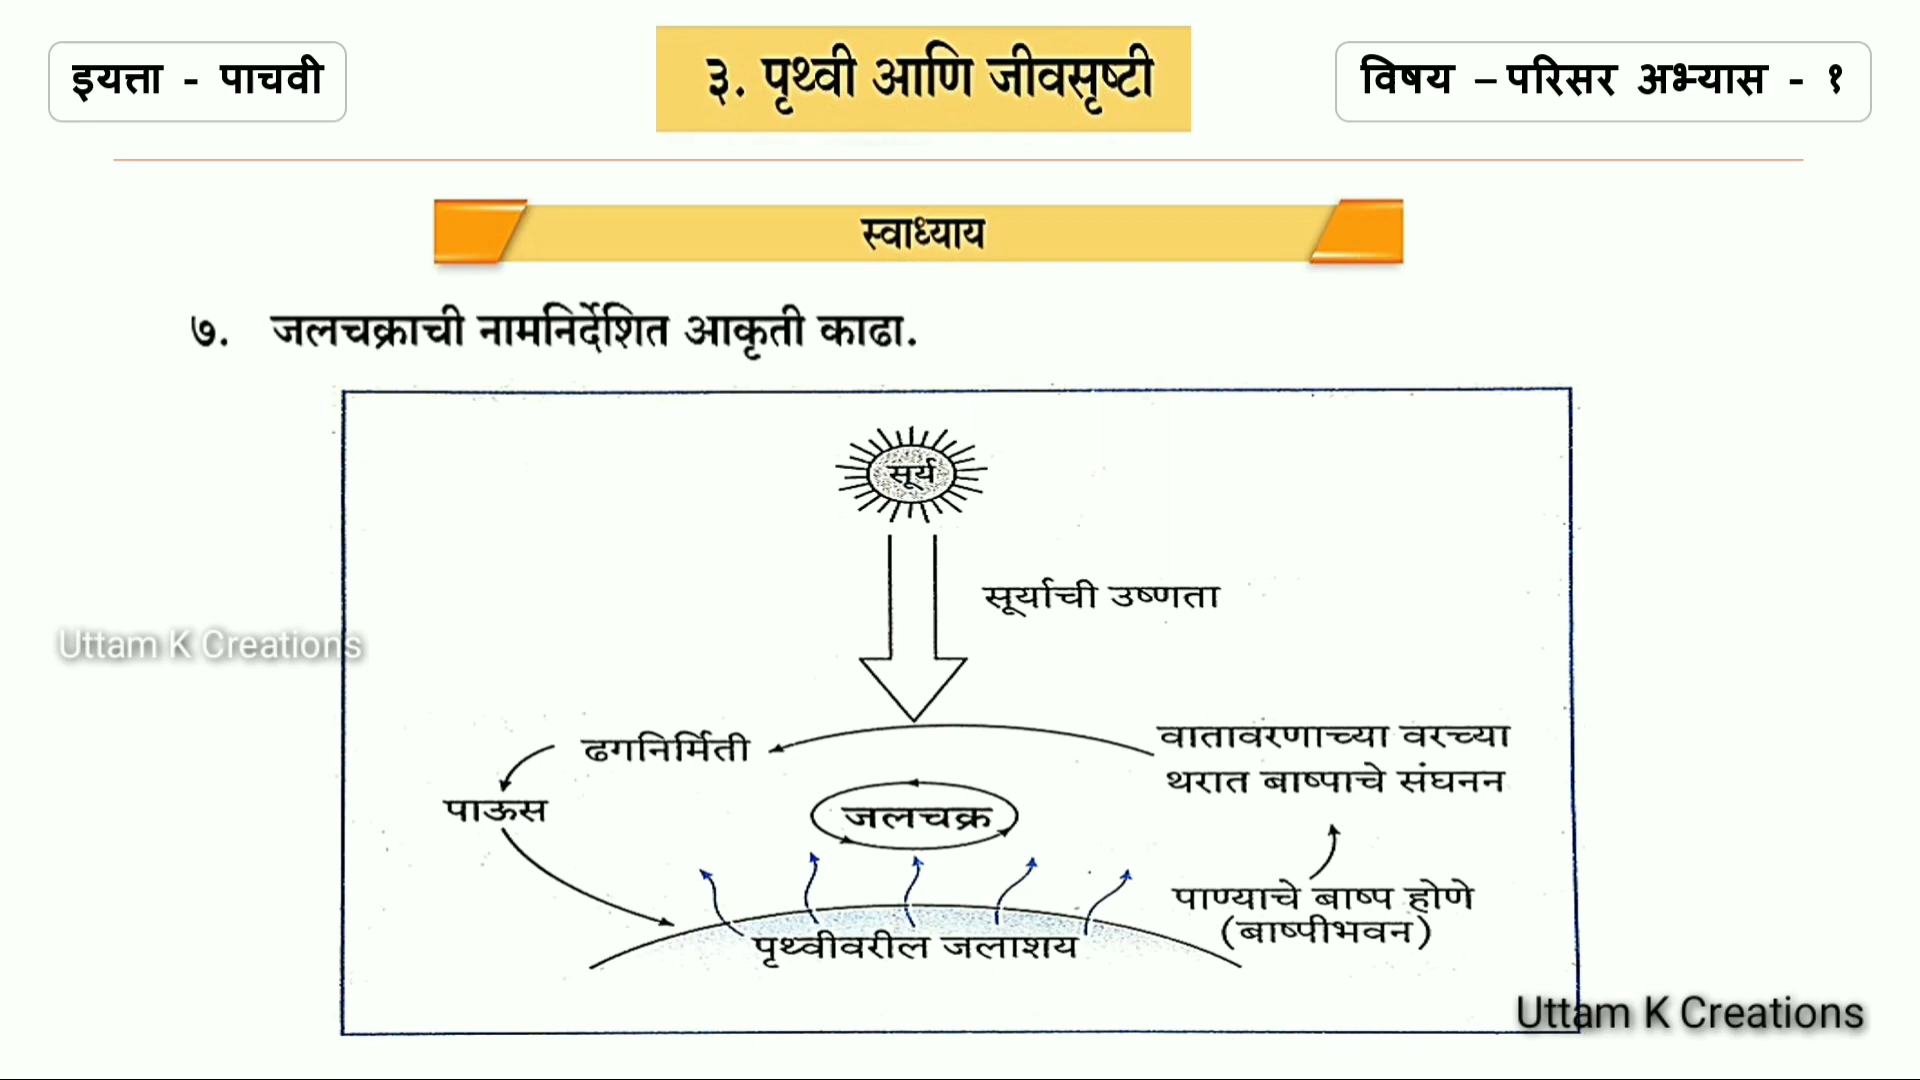 इयत्ता - पाचवी
३. पृथ्वी आणि जीवसृष्टी
विषय – परिसर अभ्यास - १
स्वाध्याय
७. जलचक्राची नामनिर्देशित आकृती काढा.
सूर्य
सूर्याची उष्णता
Uttam K Creations
ढगनिर्मिती
वातावरणाच्या वरच्या
थरात बाष्पाचे संघनन
पाऊस
जलचक्र
पाण्याचे बाष्प होणे
(बाष्पीभवन)
पृथ्वीवरील जलाशय
Uttam K Creations